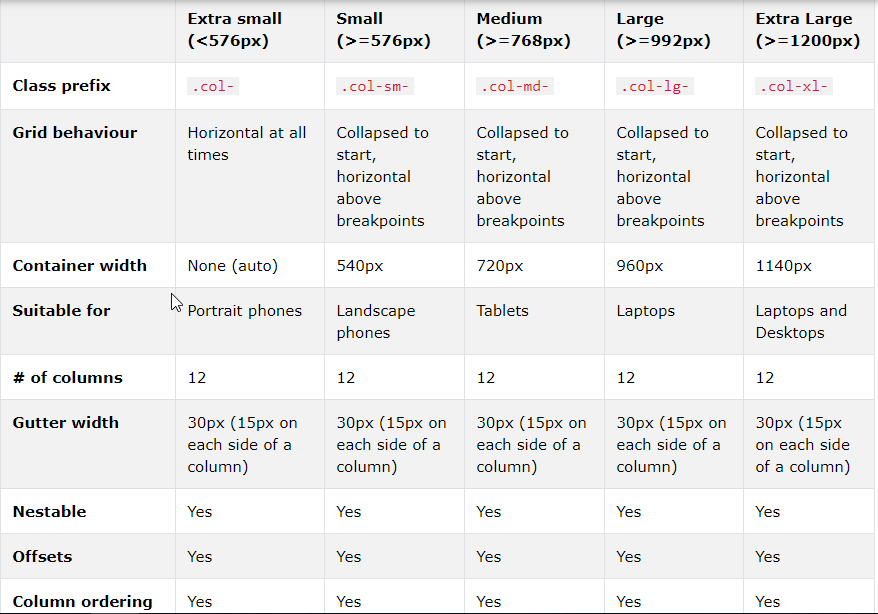 Extra small Small Medium Large Extra Large
(<576px) (>=576px) (>=768px) (>=992px) (>=1200px)
Class prefix .col- .col-sm- .col-md- .col-lg- .col-xl-
Grid behaviour Horizontal at all Collapsed to Collapsed to Collapsed to Collapsed to
times start, start, start, start,
horizontal horizontal horizontal horizontal
above above above above
breakpoints breakpoints breakpoints breakpoints
Container width None (auto) 540px 720px 960px 1140px
Suitable for Portrait phones Landscape Tablets Laptops Laptops and
phones Desktops
# of columns 12 12 12 12 12
Gutter width 30px (15px on 30px (15px on 30px (15px on 30px (15px on 30px (15px
each side of a each side of a each side of a each side of a on each side
column) column) column) column) of a column)
Nestable Yes Yes Yes Yes Yes
Offsets Yes Yes Yes Yes Yes
Column ordering Yes Yes Yes Yes Yes